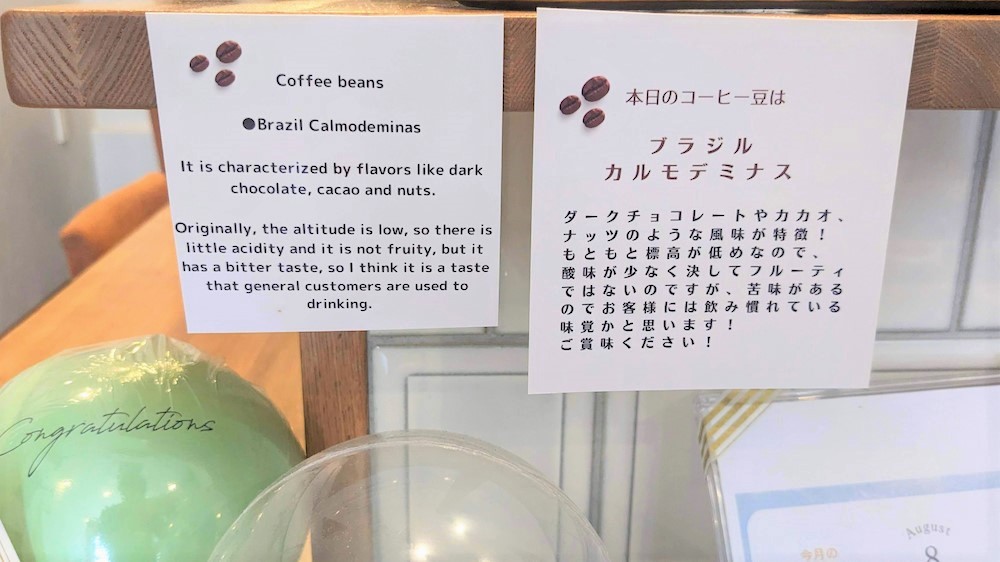 Coffee beans
●Brazil Calmodeminas
It is characterized by flavors like dark
chocolate, cacao and nuts.
Originally, the altitude is low, so there is
little acidity and it is not fruity, but it
has a bitter taste, so I think it is a taste
that general customers are used to
drinking.
本日のコーヒー豆は
ブラジル
カルモデミナス
ダークチョコレートやカカオ、
ナッツのような風味が特徴！
もともと標高が低めなので、
酸味が少なく決してフルーティ
ではないのですが、苦味がある
のでお客様には飲み慣れている
味覚かと思います！
ご賞味ください！
Congratulations
August
8
今月の